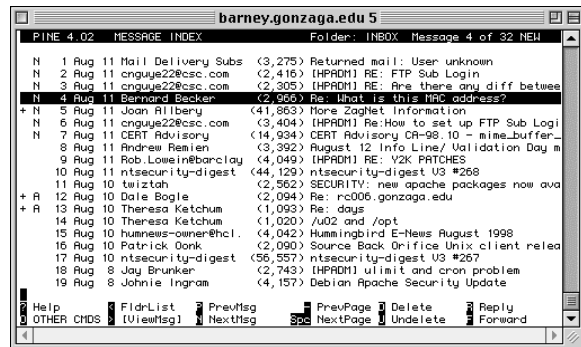 barney.gonzaga.edu 5
PINE 4.02 MESSAGE INDEX Folder: INBOX Message 4 of 32 NEW
N 1 Aug 11 Mail Delivery Subs (3,275) Returned mail: User unknown
N 2 Aug 11 cnguye22@csc.com (2,416) [HPADM] RE: FTP Sub Login
N 3 Aug 11 cnguye22@csc.com (2,305) [HPADM] RE: Are there any diff betwee
N 4 Aug 11 Bernard Becker (2,966) Re: What is this MAC address?
+ N 5 Aug 11 Joan Allbery (41,863) More ZagNet Information
N 6 Aug 11 cnguye22@csc.com (3,404) [HPADM] Re:How to set up FTP Sub Logi
N 7 Aug 11 CERT Advisory (14,934) CERT Advisory CA-98.10 - mime_buffer_
8 Aug 11 Andrew Remien (3,392) August 12 Info Line/ Validation Day m
9 Aug 11 Rob.Lowein@barclay (4,049) [HPADM] RE: Y2K PATCHES
10 Aug 11 ntsecurity-digest (44,129) ntsecurity-digest V3 #268
11 Aug 10 twiztah (2,562) SECURITY: new apache packages now ava
+ A 12 Aug 10 Dale Bogle (2,094) Re: rc006.gonzaga.edu
+ A 13 Aug 10 Theresa Ketchum (1,093) Re: days
14 Aug 10 Theresa Ketchum (1,020) /u02 and /opt
15 Aug 10 humnews-owner@hcl. (4,042) Hummingbird E-News August 1998
16 Aug 10 Patrick Oonk (2,090) Source Back Orifice Unix client relea
17 Aug 10 ntsecurity-digest (56,557) ntsecurity-digest V3 #267
18 Aug 8 Jay Brunker (2,743) [HPADM] ulimit and cron problem
19 Aug 8 Johnie Ingram (4,157) Debian Apache Security Update
? Help < FldrList P PrevMsg - PrevPage D Delete R Reply
O OTHER CMDS > [ViewMsg] N NextMsg Spc NextPage U Undelete F Forward